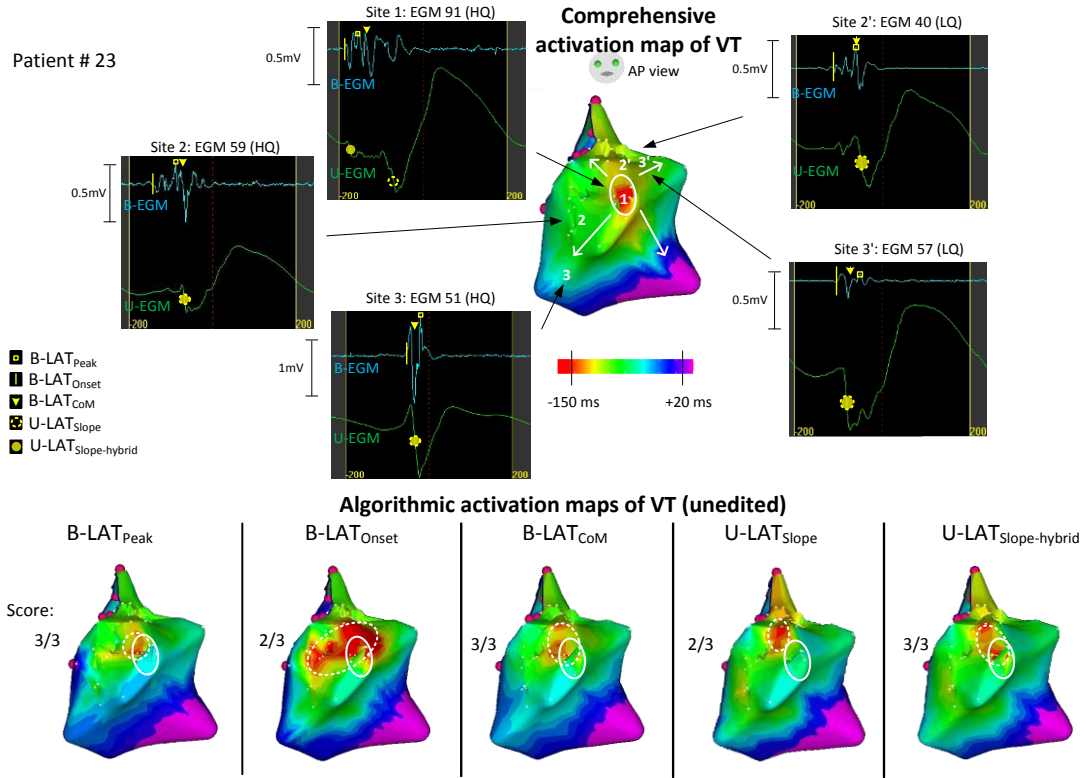 Patient # 23
Site 1: EGM 91 (HQ)
0.5mV
B-EGM
U-EGM
-200
200
Comprehensive
activation map of VT
AP view
Site 2': EGM 40 (LQ)
0.5mV
B-EGM
U-EGM
-200
200
Site 2: EGM 59 (HQ)
0.5mV
B-EGM
U-EGM
-200
200
2' 3'
1
2
3
Site 3': EGM 57 (LQ)
0.5mV
B-EGM
U-EGM
-200
200
Site 3: EGM 51 (HQ)
1mV
B-EGM
U-EGM
-200
200
-150 ms
+20 ms
B-LATPeak
B-LATOnset
B-LATCoM
U-LATSlope
U-LATSlope-hybrid
Algorithmic activation maps of VT (unedited)
B-LATPeak
B-LATOnset
B-LATCoM
U-LATSlope
U-LATSlope-hybrid
Score:
3/3
2/3
3/3
2/3
3/3